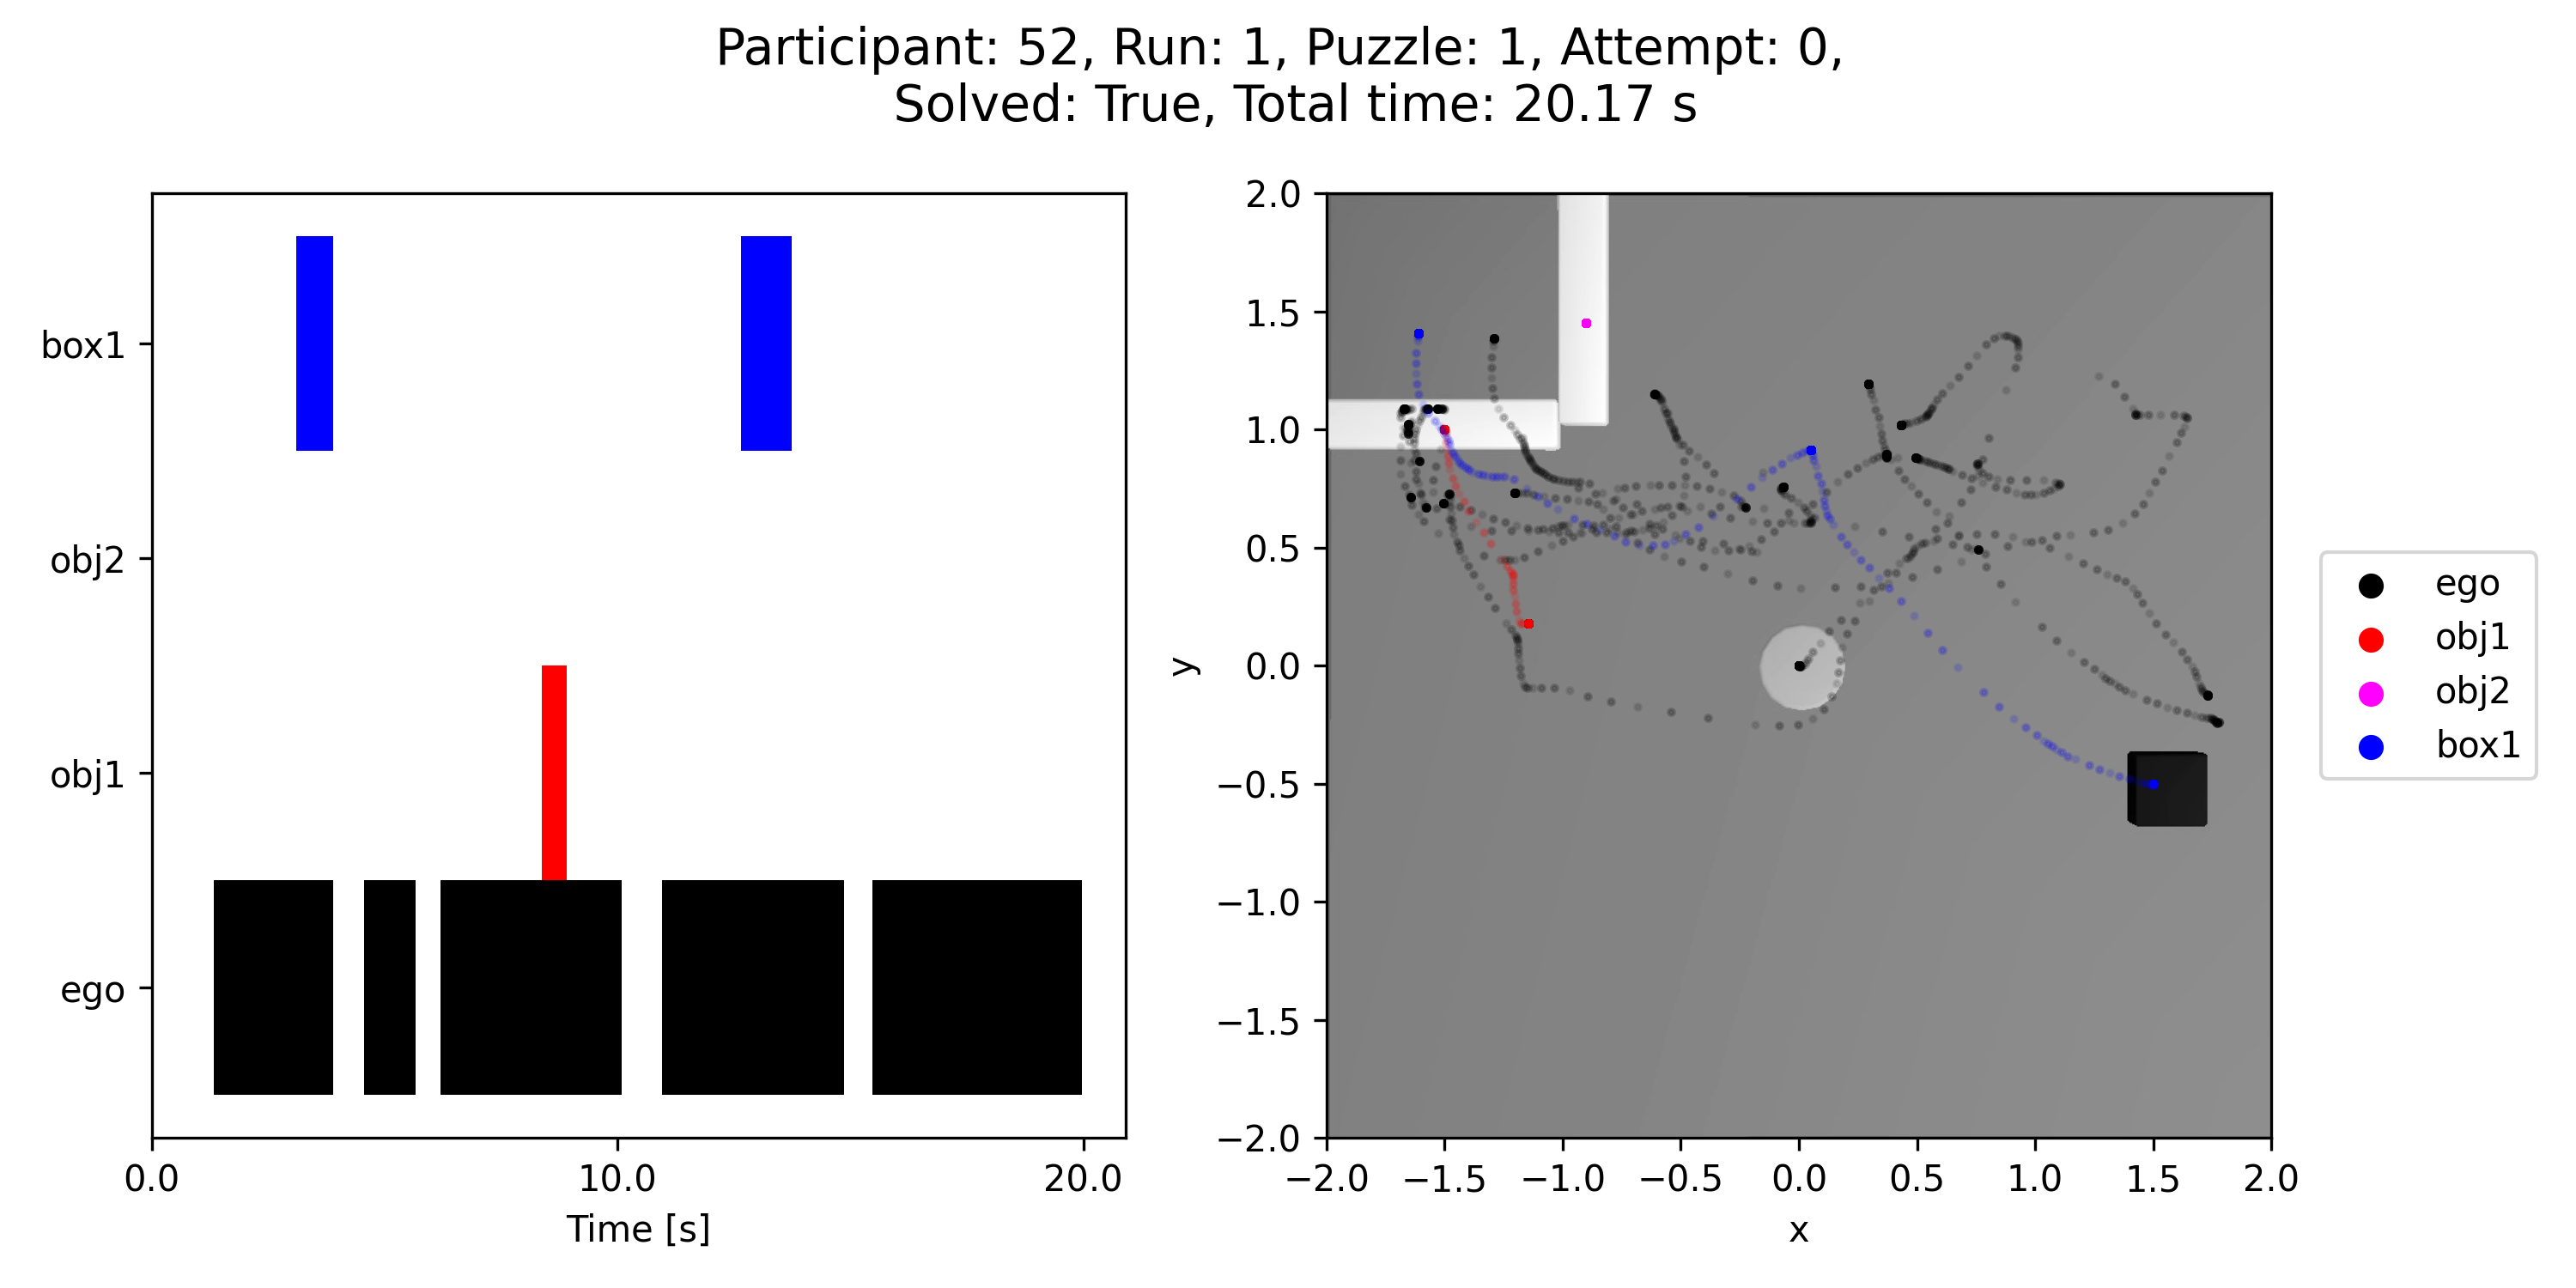 Participant: 52, Run: 1, Puzzle: 1, Attempt: 0,
Solved: True, Total time: 20.17 s
box1
obj2
obj1
ego
0.0 10.0 20.0
Time [s]
2.0
1.5
1.0
0.5
0.0
−0.5
−1.0
−1.5
−2.0
y
−2.0 −1.5 −1.0 −0.5 0.0 0.5 1.0 1.5 2.0
x
ego
obj1
obj2
box1